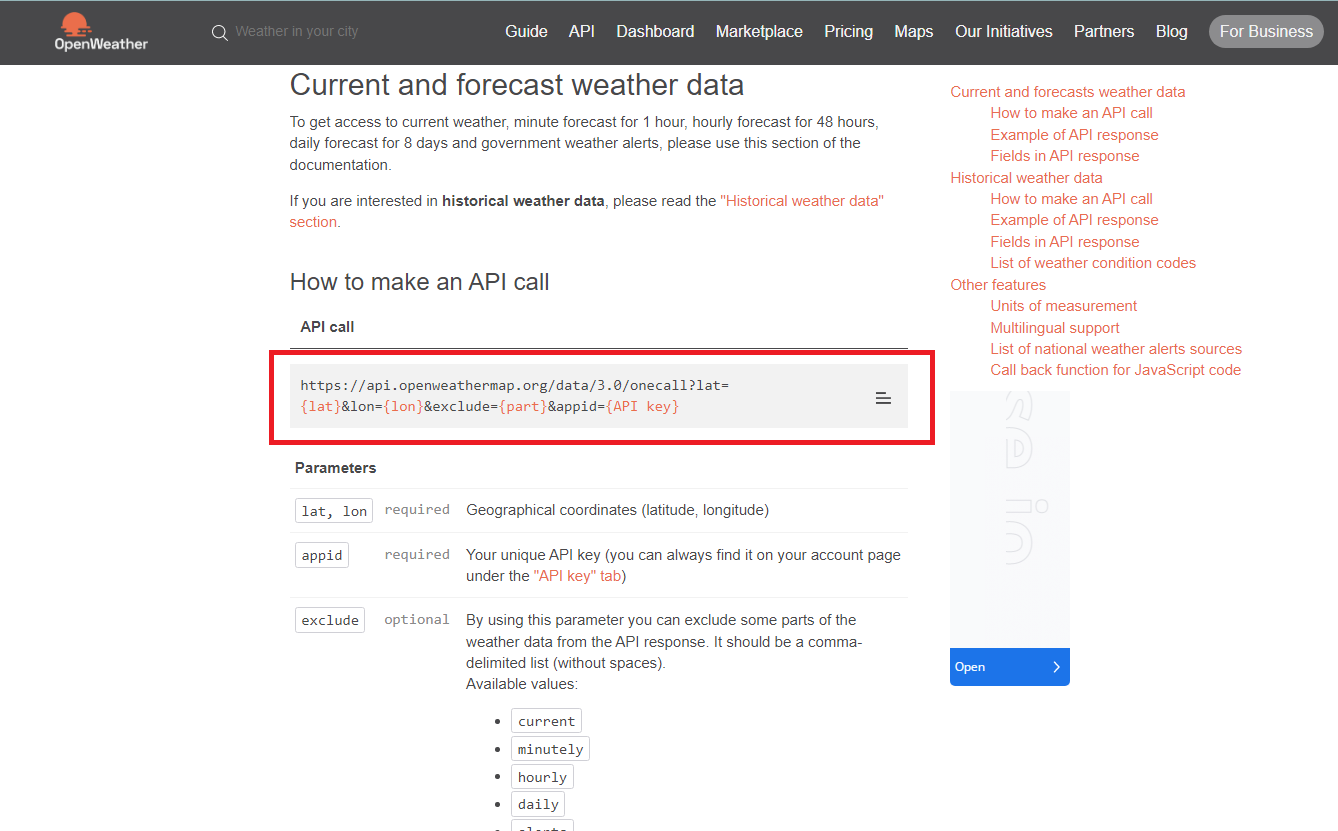 OpenWeather
Weather in your city
Guide API Dashboard Marketplace Pricing Maps Our Initiatives Partners Blog For Business
Current and forecast weather data
To get access to current weather, minute forecast for 1 hour, hourly forecast for 48 hours,
daily forecast for 8 days and government weather alerts, please use this section of the
documentation.
If you are interested in historical weather data, please read the "Historical weather data"
section.
How to make an API call
API call
https://api.openweathermap.org/data/3.0/onecall?lat=
{lat}&lon={lon}&exclude={part}&appid={API key}
Parameters
lat, lon required Geographical coordinates (latitude, longitude)
appid required Your unique API key (you can always find it on your account page
under the "API key" tab)
exclude optional By using this parameter you can exclude some parts of the
weather data from the API response. It should be a comma-
delimited list (without spaces).
Available values:
current
minutely
hourly
daily
alerts
Current and forecasts weather data
How to make an API call
Example of API response
Fields in API response
Historical weather data
How to make an API call
Example of API response
Fields in API response
List of weather condition codes
Other features
Units of measurement
Multilingual support
List of national weather alerts sources
Call back function for JavaScript code
Open